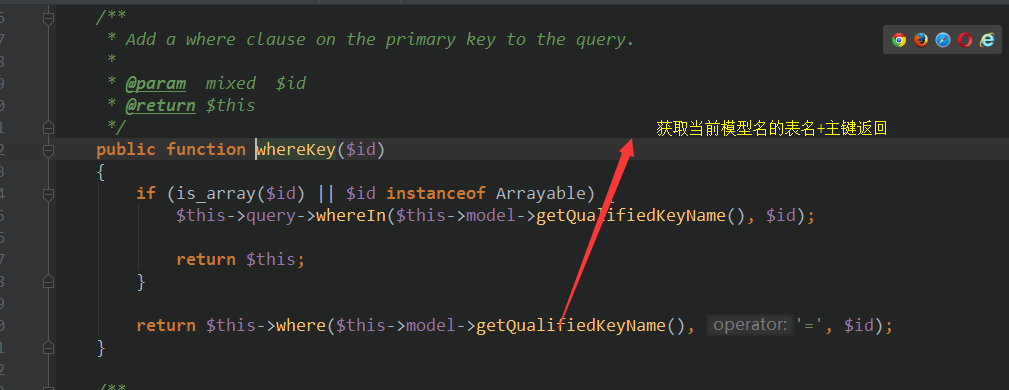 /**
* Add a where clause on the primary key to the query.
*
* @param  mixed  $id
* @return $this
*/
获取当前模型名的表名+主键返回
public function whereKey($id)
{
if (is_array($id) || $id instanceof Arrayable) {
$this->query->whereIn($this->model->getQualifiedKeyName(), $id);
return $this;
}
return $this->where($this->model->getQualifiedKeyName(), operator: '=', $id);
}
/**